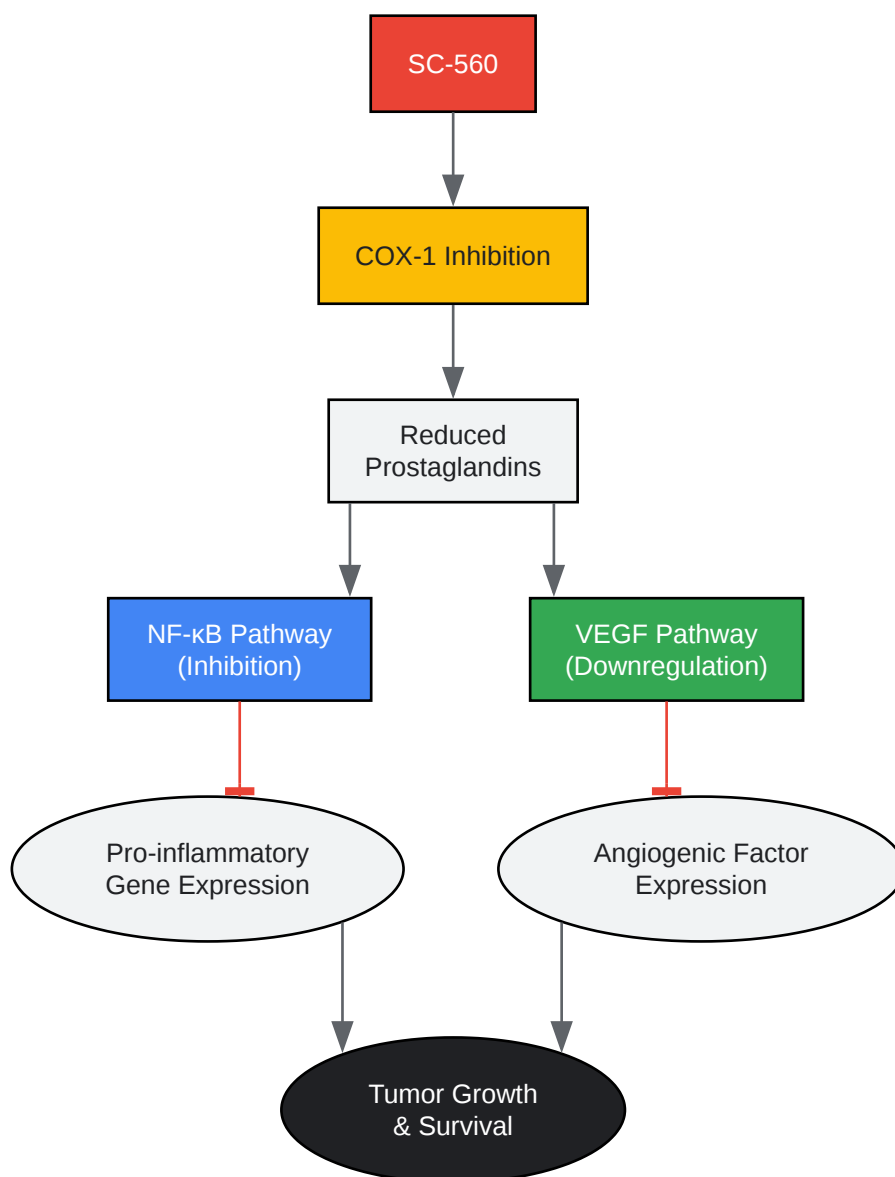 SC-560
COX-1 Inhibition
Reduced
Prostaglandins
NF-κB Pathway
(Inhibition)
VEGF Pathway
(Downregulation)
Pro-inflammatory
Gene Expression
Angiogenic Factor
Expression
Tumor Growth
& Survival